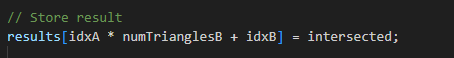 // Store result
results[idxA * numTrianglesB + idxB] = intersected;